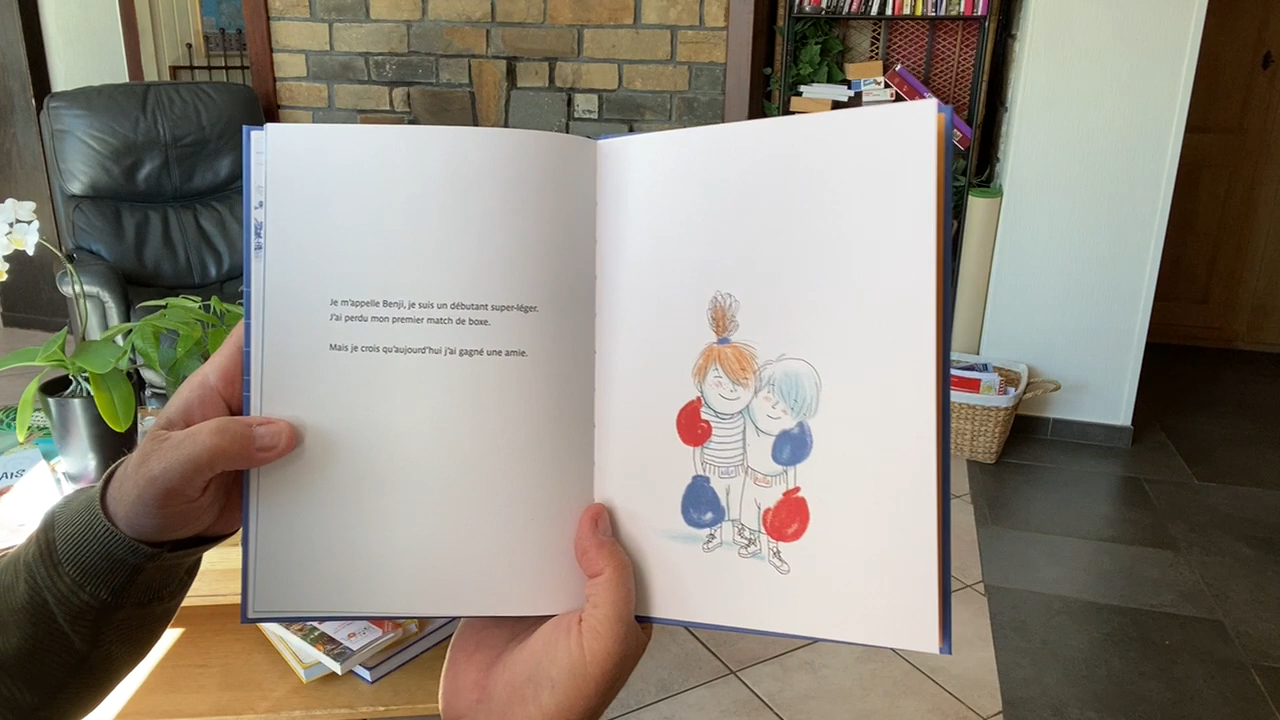 Je m'appelle Benji, je suis un débutant super-léger.
J'ai perdu mon premier match de boxe.
Mais je crois qu'aujourd'hui j'ai gagné une amie.